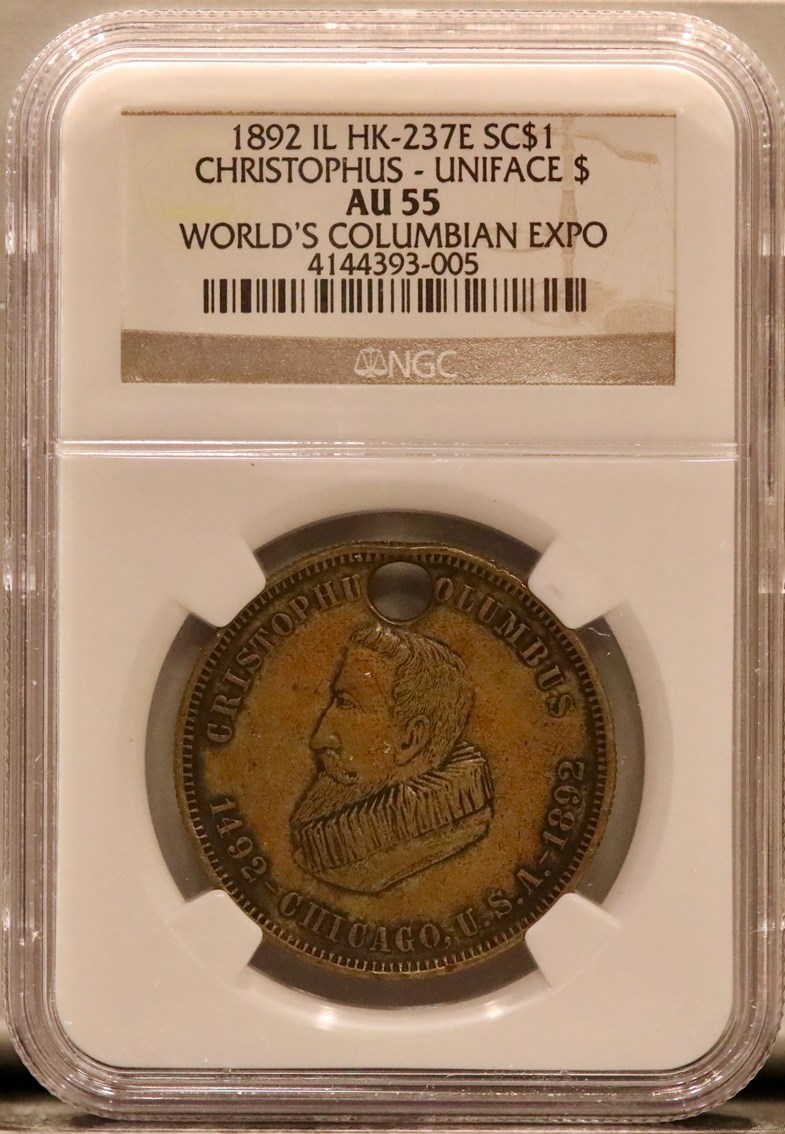 1892 IL HK-237E SC$1
CHRISTOPHUS - UNIFACE $
AU 55
WORLD'S COLUMBIAN EXPO
4144393-005
NGC
CRISTOPHU OLUMBUS
1492-CHICAGO, U.S.A.-1892